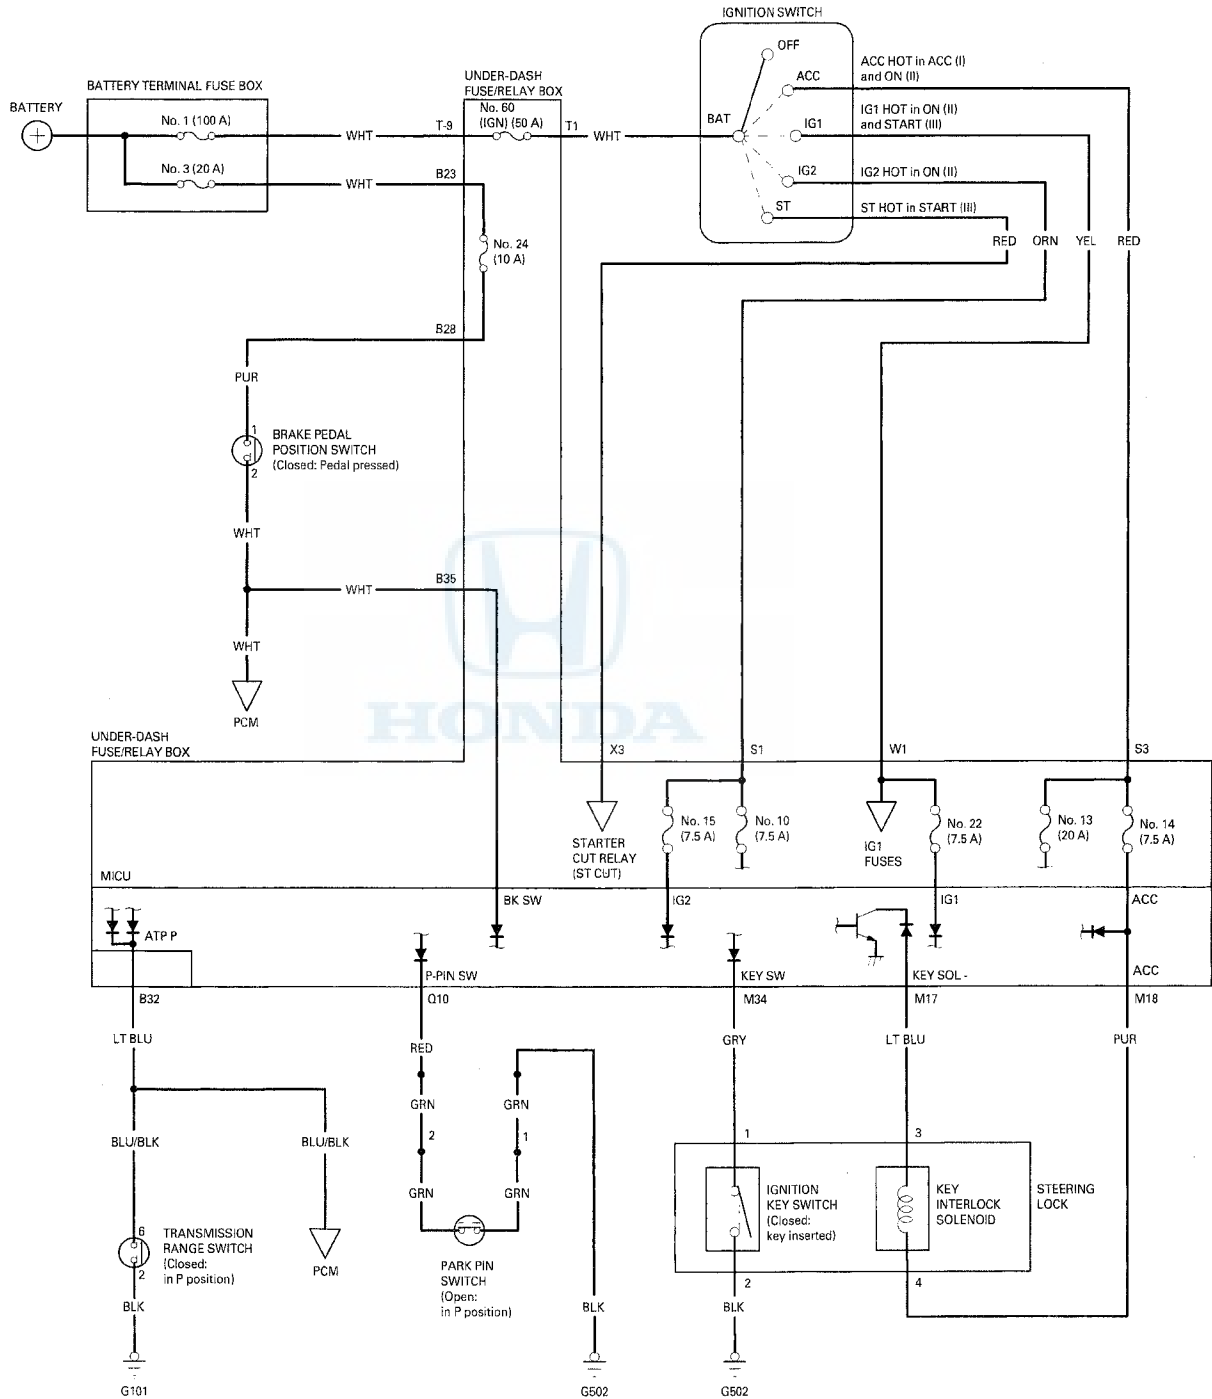 IGNITION SWITCH
OFF
ACC
BAT
IG1
IG2
ST
ACC HOT in ACC (I)
and ON (II)
IG1 HOT in ON (II)
and START (III)
IG2 HOT in ON (II)
ST HOT in START (III)
RED
ORN
YEL
RED
BATTERY
BATTERY TERMINAL FUSE BOX
No. 1 (100 A)
No. 3 (20 A)
WHT
WHT
UNDER-DASH
FUSE/RELAY BOX
No. 60
(IGN) (50 A)
T-9
T1
WHT
B23
No. 24
(10 A)
B28
PUR
1
BRAKE PEDAL
POSITION SWITCH
(Closed: Pedal pressed)
2
WHT
WHT
B35
WHT
PCM
HONDA
UNDER-DASH
FUSE/RELAY BOX
X3
S1
W1
S3
STARTER
CUT RELAY
(ST CUT)
No. 15
(7.5 A)
No. 10
(7.5 A)
IG1
FUSES
No. 22
(7.5 A)
No. 13
(20 A)
No. 14
(7.5 A)
MICU
BK SW
IG2
IG1
ACC
ATP P
P-PIN SW
KEY SW
KEY SOL -
ACC
B32
Q10
M34
M17
M18
LT BLU
RED
GRY
LT BLU
PUR
GRN
GRN
BLU/BLK
BLU/BLK
2
1
1
3
GRN
GRN
IGNITION
KEY SWITCH
(Closed:
key inserted)
KEY
INTERLOCK
SOLENOID
STEERING
LOCK
6
TRANSMISSION
RANGE SWITCH
(Closed:
in P position)
2
PCM
PARK PIN
SWITCH
(Open:
in P position)
2
4
BLK
BLK
BLK
G101
G502
G502